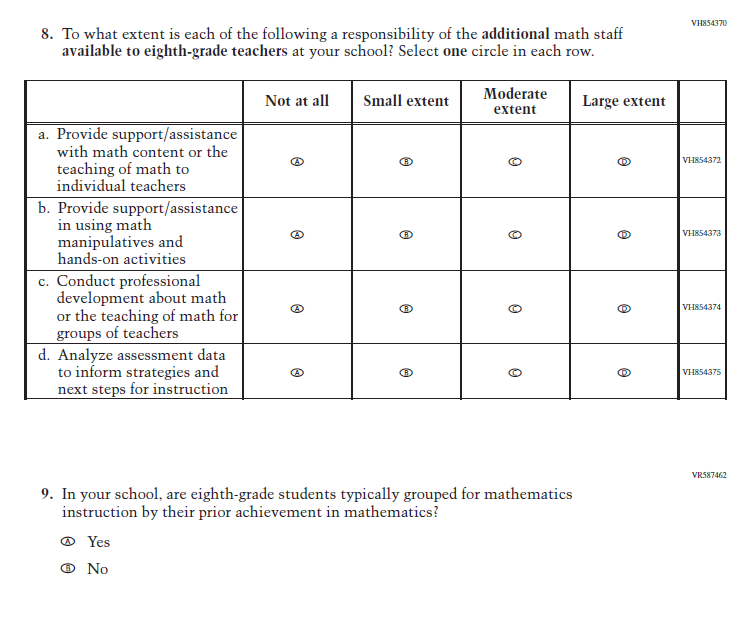 VH854370
8. To what extent is each of the following a responsibility of the additional math staff
available to eighth-grade teachers at your school? Select one circle in each row.
Not at all Small extent Moderate extent Large extent
a. Provide support/assistance
with math content or the
teaching of math to
individual teachers
A B C D VH854372
b. Provide support/assistance
in using math
manipulatives and
hands-on activities
A B C D VH854373
c. Conduct professional
development about math
or the teaching of math for
groups of teachers
A B C D VH854374
d. Analyze assessment data
to inform strategies and
next steps for instruction
A B C D VH854375
VR587462
9. In your school, are eighth-grade students typically grouped for mathematics
instruction by their prior achievement in mathematics?
A Yes
B No